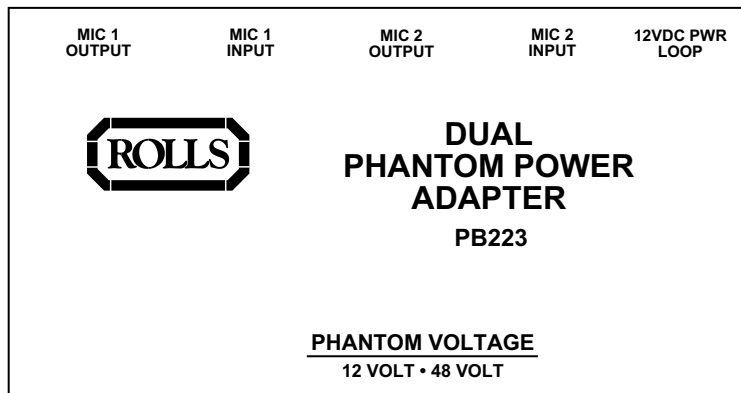 MIC 1 OUTPUT
MIC 1 INPUT
MIC 2 OUTPUT
MIC 2 INPUT
12VDC PWR LOOP
ROLLS
DUAL
PHANTOM POWER
ADAPTER
PB223
PHANTOM VOLTAGE
12 VOLT • 48 VOLT